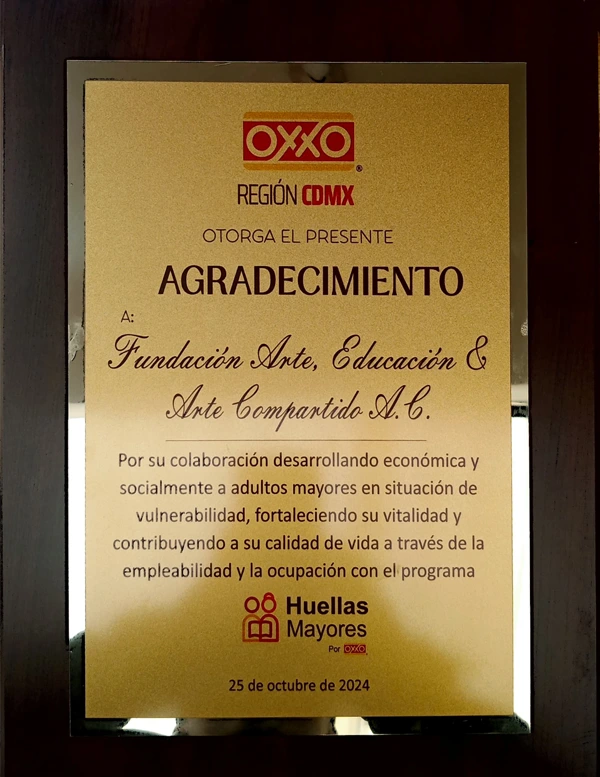 OXXO®
REGIÓN CDMX
OTORGA EL PRESENTE
AGRADECIMIENTO
A:
Fundación Arte, Educación &
Arte Compartido A.C.
Por su colaboración desarrollando económica y
socialmente a adultos mayores en situación de
vulnerabilidad, fortaleciendo su vitalidad y
contribuyendo a su calidad de vida a través de la
empleabilidad y la ocupación con el programa
Huellas
Mayores
Por OXXO
25 de octubre de 2024